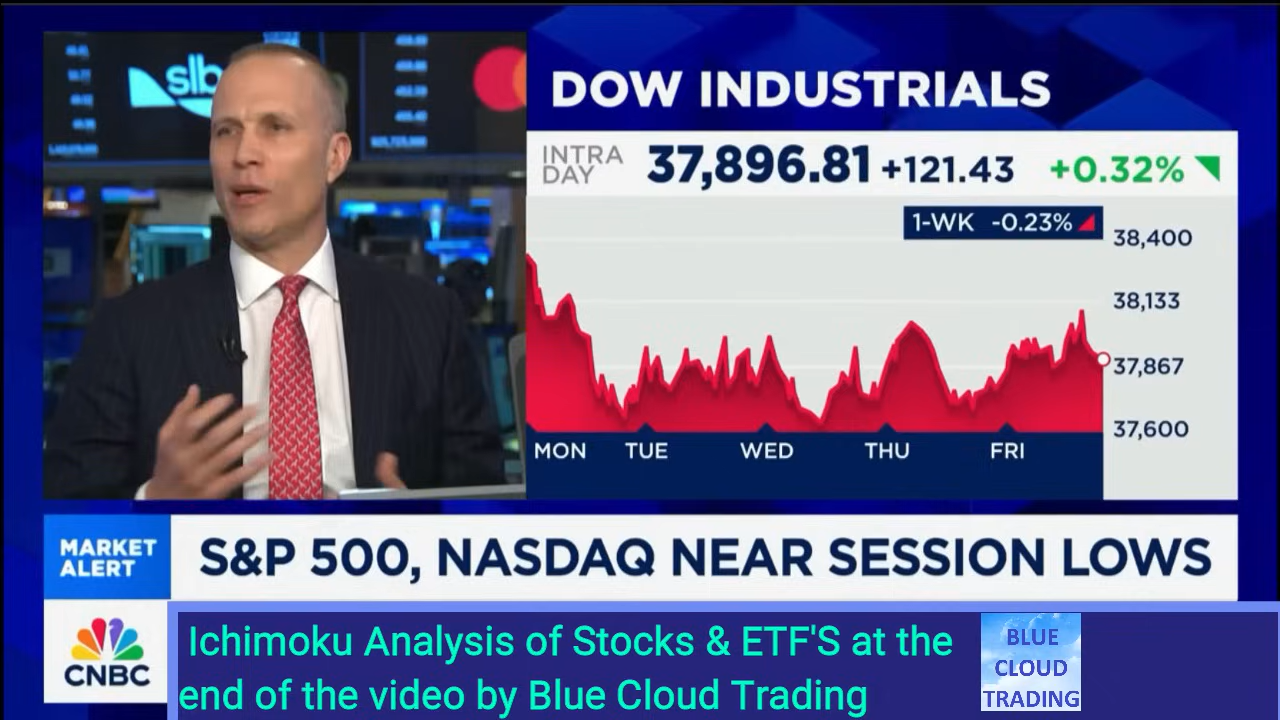 slb
DOW INDUSTRIALS
INTRA
DAY
37,896.81 +121.43 +0.32%
1-WK -0.23%
38,400
38,133
37,867
37,600
MON TUE WED THU FRI
MARKET
ALERT
S&P 500, NASDAQ NEAR SESSION LOWS
CNBC
Ichimoku Analysis of Stocks & ETF'S at the
end of the video by Blue Cloud Trading
BLUE
CLOUD
TRADING